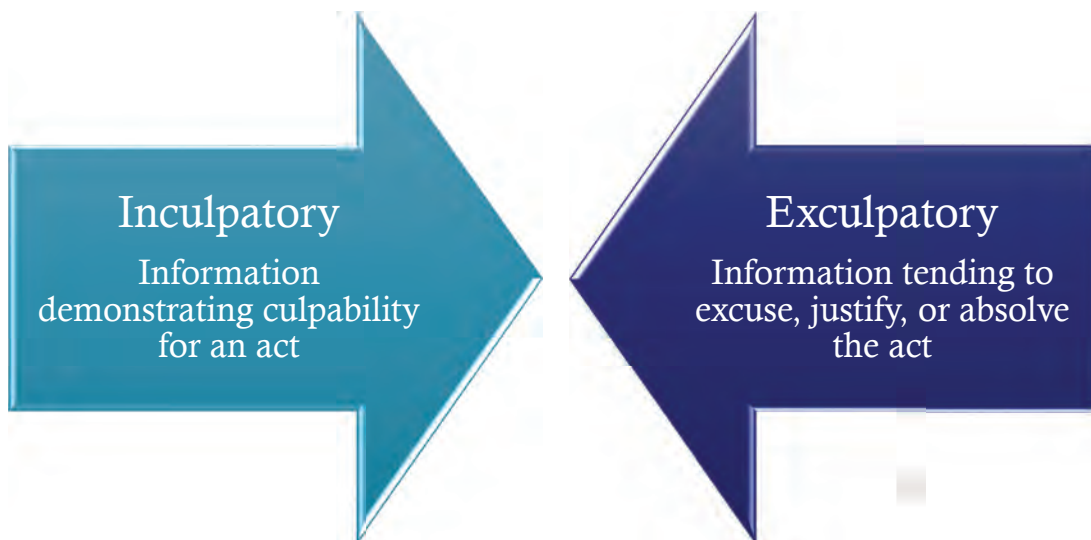 Inculpatory
Information
demonstrating culpability
for an act
Exculpatory
Information tending to
excuse, justify, or absolve
the act